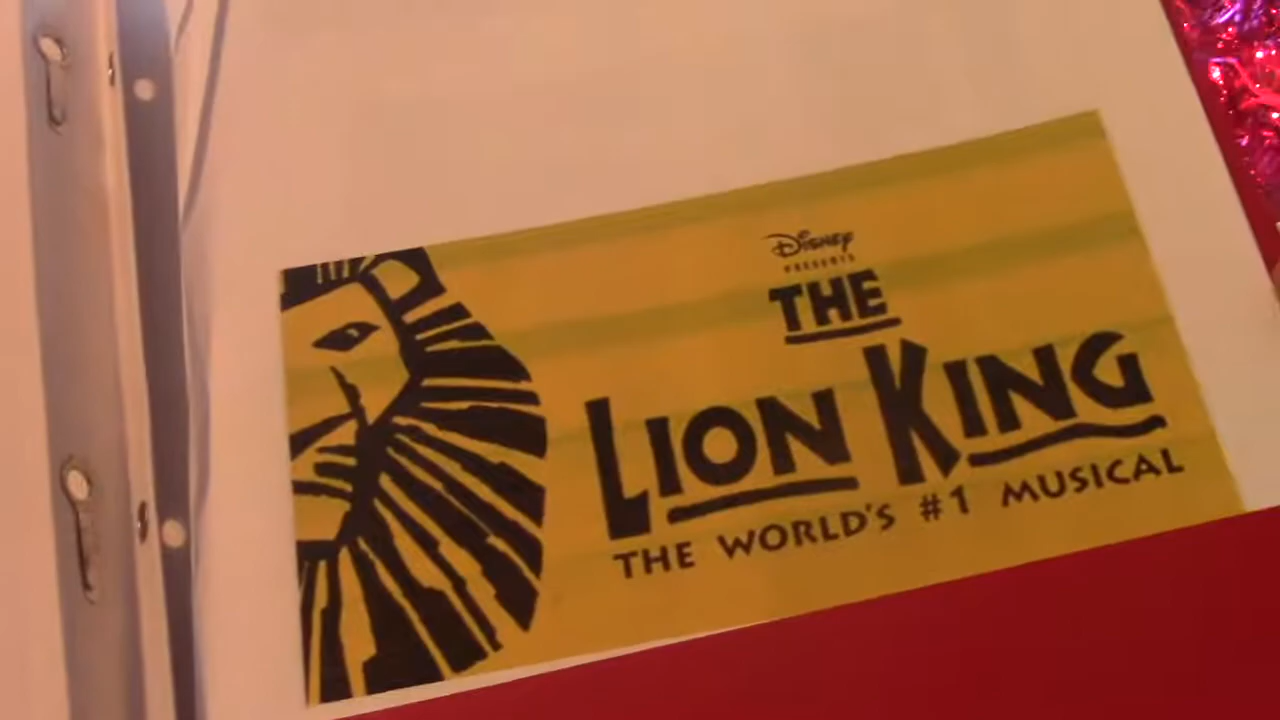 Disney
PRESENTS
THE
LION KING
THE WORLD'S #1 MUSICAL